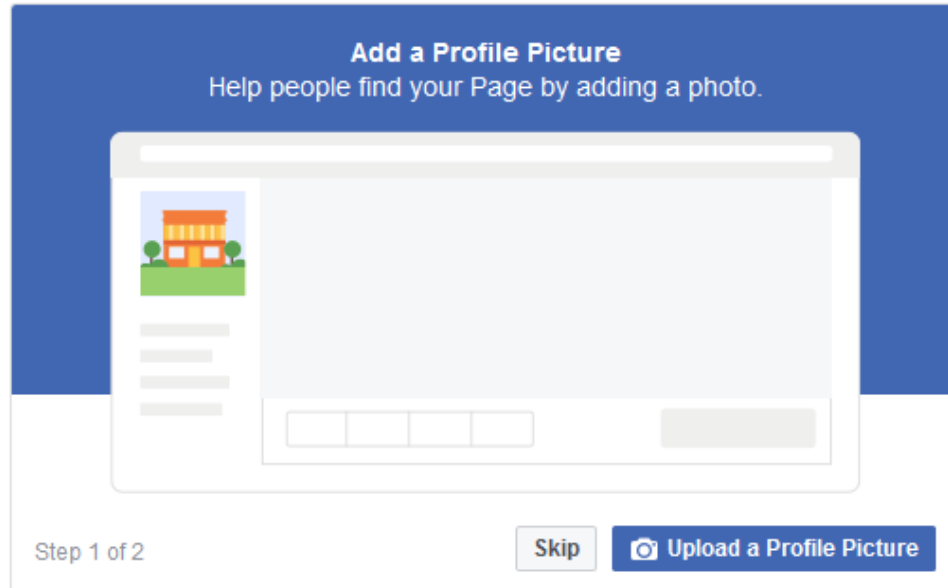 Add a Profile Picture
Help people find your Page by adding a photo.
Step 1 of 2
Skip
Upload a Profile Picture